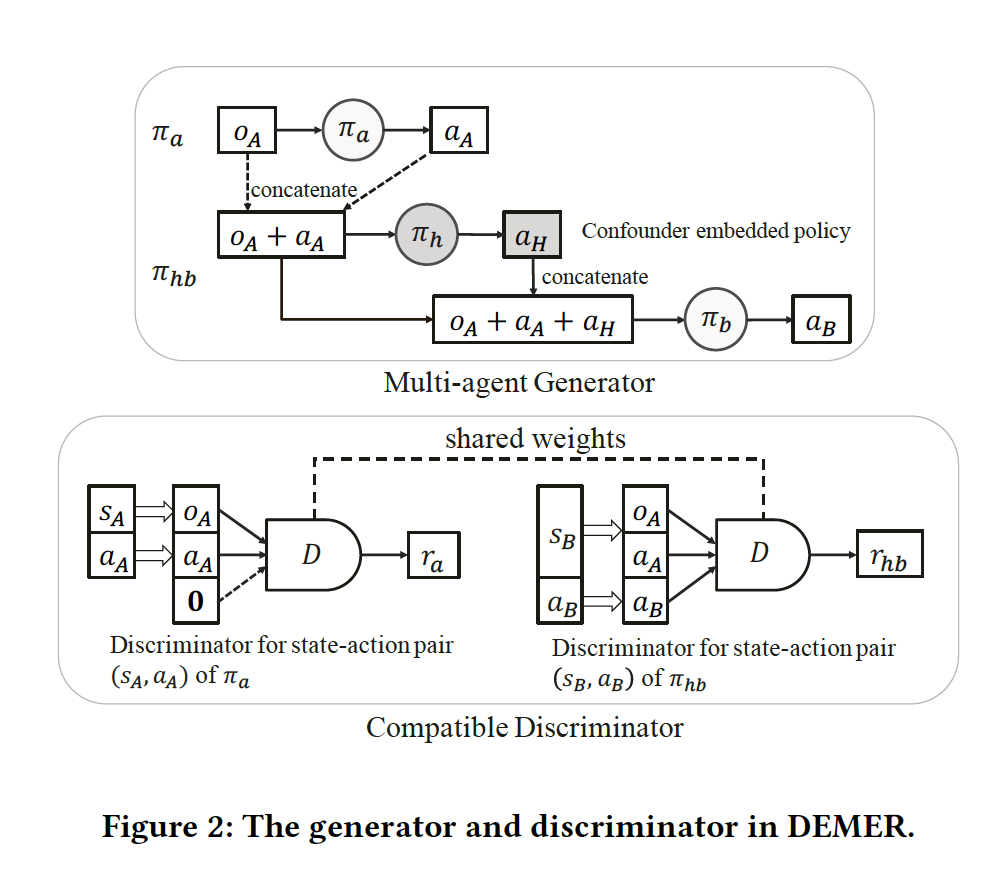 π_a o_A π_a a_A
concatenate
o_A + a_A π_h a_H Confounder embedded policy
π_hb concatenate
o_A + a_A + a_H π_b a_B
Multi-agent Generator
shared weights
s_A o_A s_B o_A
a_A a_A D r_a a_A D r_hb
0 a_B a_B
Discriminator for state-action pair
(s_A, a_A) of π_a
Discriminator for state-action pair
(s_B, a_B) of π_hb
Compatible Discriminator
Figure 2: The generator and discriminator in DEMER.